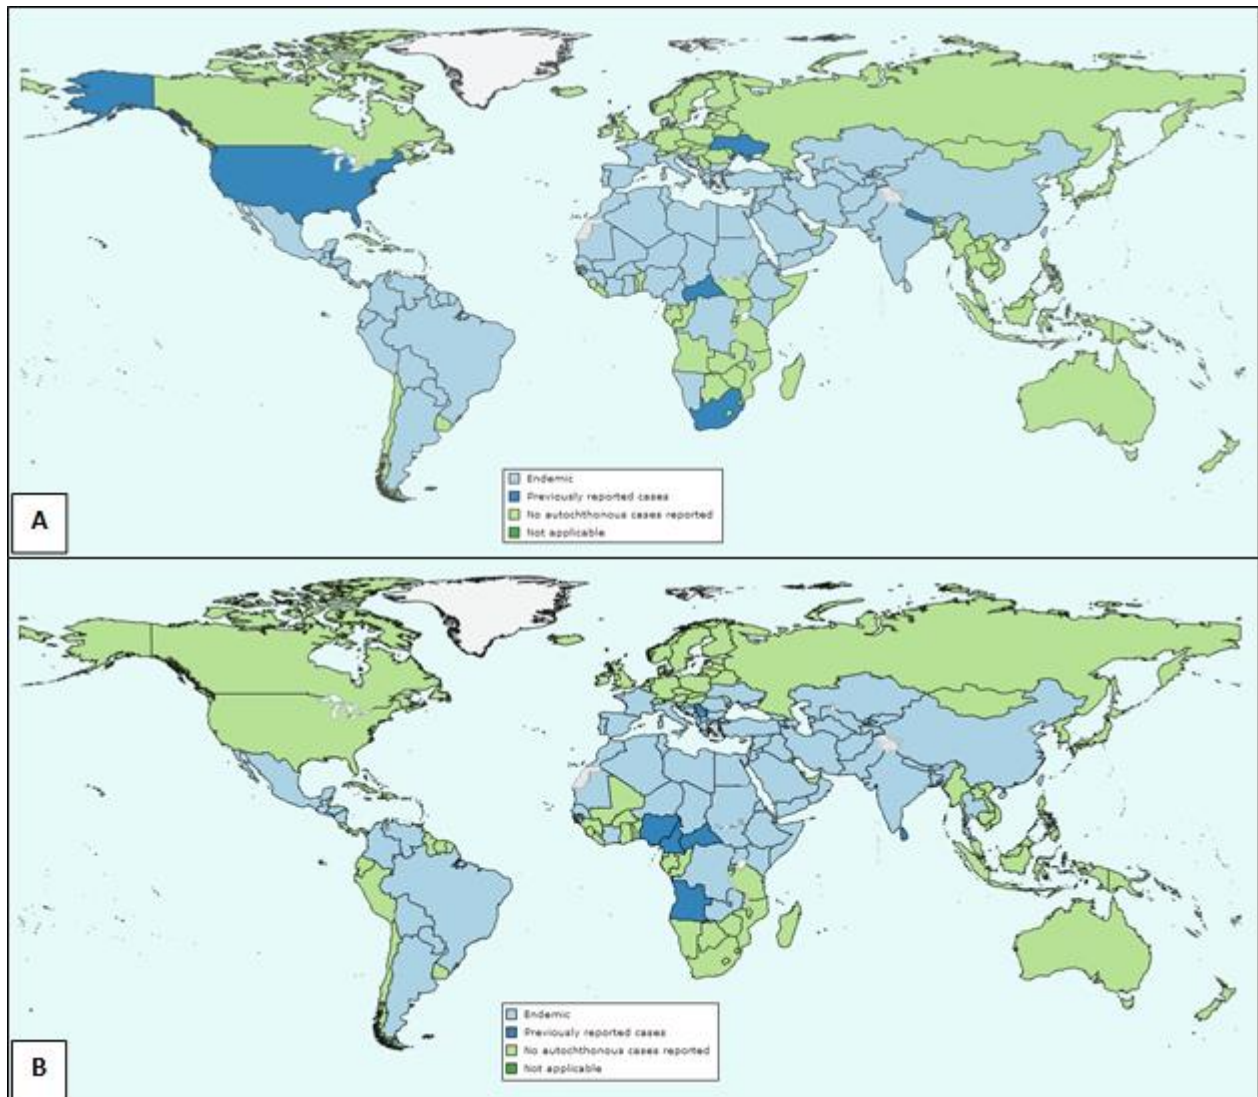 Endemic
Previously reported cases
No autochthonous cases reported
Not applicable
A
Endemic
Previously reported cases
No autochthonous cases reported
Not applicable
B